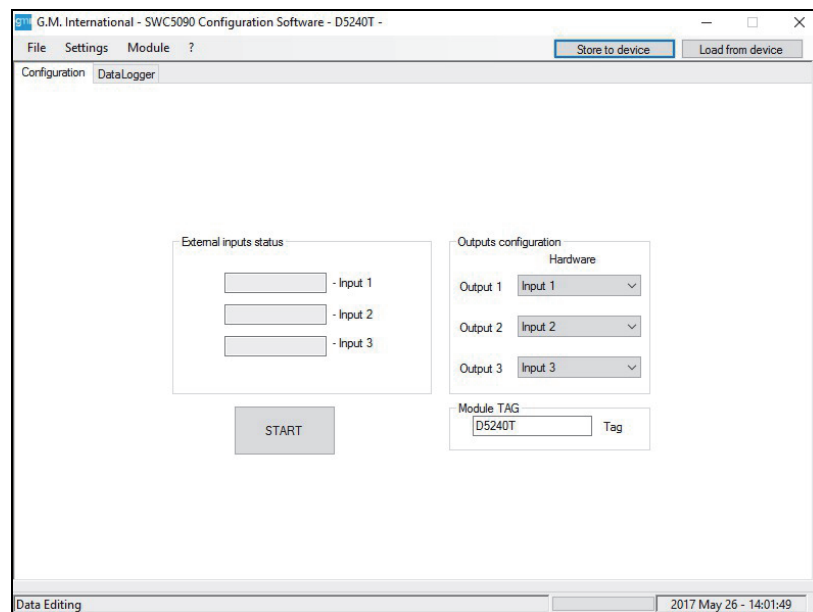 gmi G.M. International - SWC5090 Configuration Software - D5240T -
File Settings Module ? Store to device Load from device
Configuration DataLogger
External inputs status
- Input 1
- Input 2
- Input 3
START
Outputs configuration
Hardware
Output 1 Input 1
Output 2 Input 2
Output 3 Input 3
Module TAG
D5240T Tag
Data Editing 2017 May 26 - 14:01:49